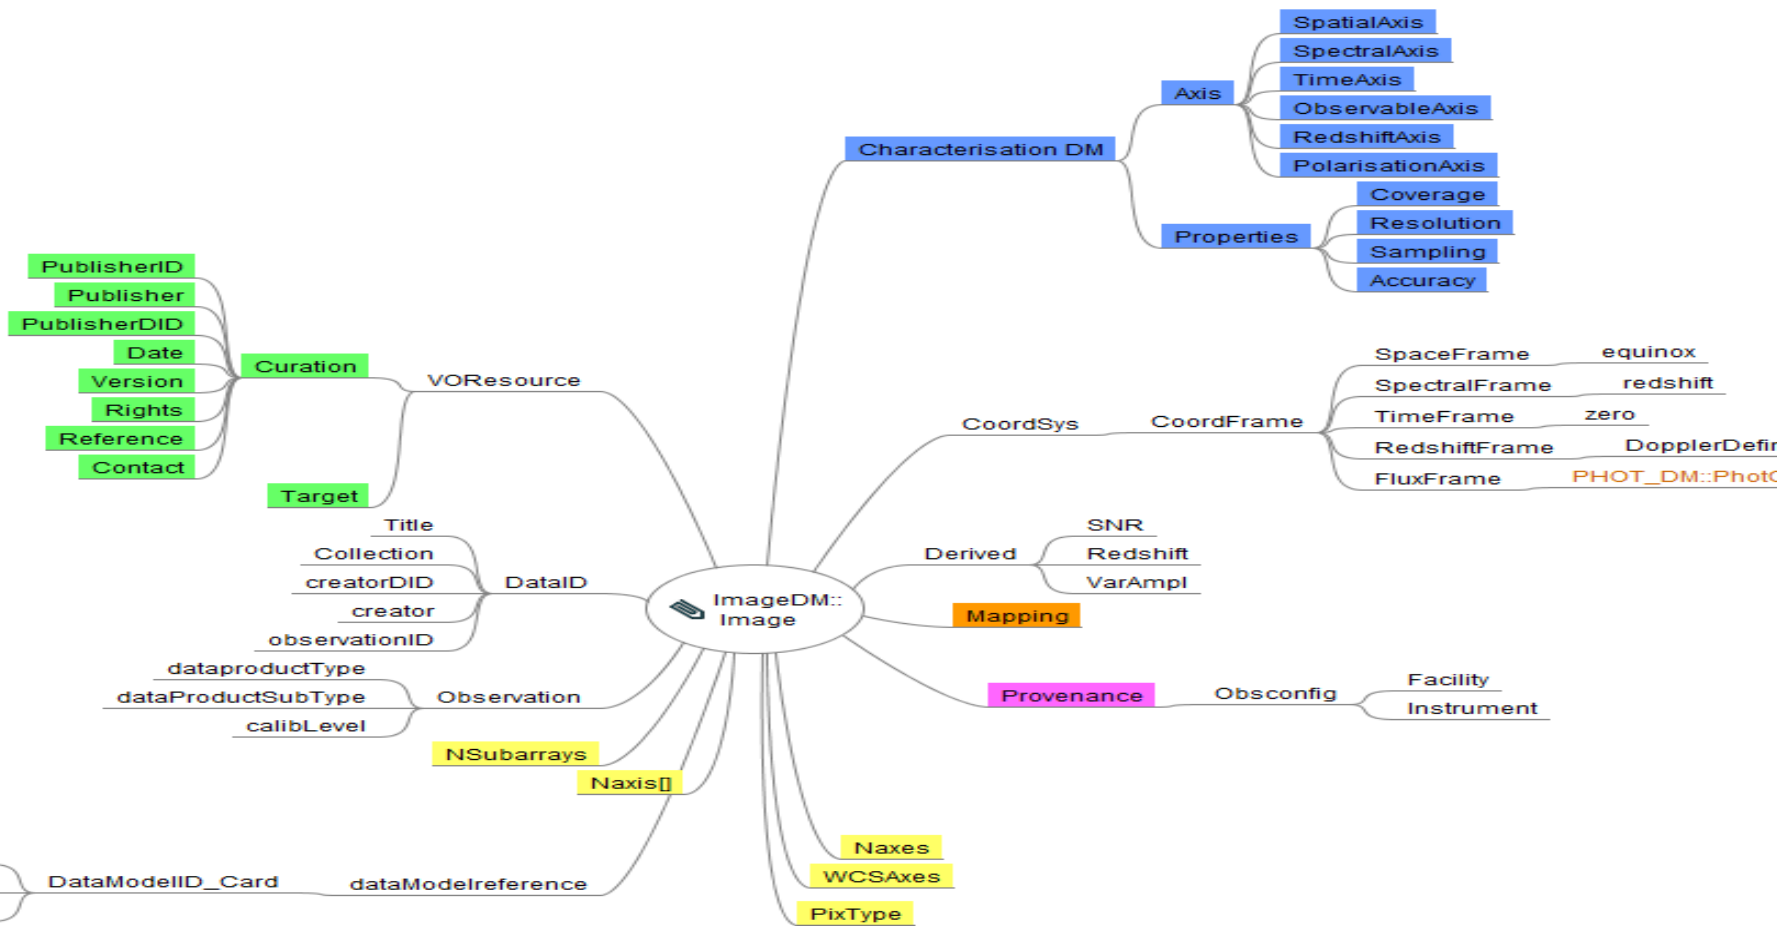 SpatialAxis
SpectralAxis
TimeAxis
Axis
ObservableAxis
RedshiftAxis
Characterisation DM
PolarisationAxis
Coverage
Resolution
Properties
Sampling
Accuracy
PublisherID
Publisher
PublisherDID
Date
Curation
Version
Rights
Reference
Contact
VOResource
Target
SpaceFrame
equinox
SpectralFrame
redshift
TimeFrame
zero
CoordSys
CoordFrame
RedshiftFrame
DopplerDefin
FluxFrame
PHOT_DM::PhotC
Title
Collection
creatorDID
DataID
creator
observationID
SNR
Derived
Redshift
VarAmpl
ImageDM::
Image
Mapping
dataproductType
dataProductSubType
Observation
calibLevel
Provenance
Obsconfig
Facility
Instrument
NSubarrays
Naxis[]
Naxes
WCSAxes
DataModelID_Card
dataModelreference
PixType